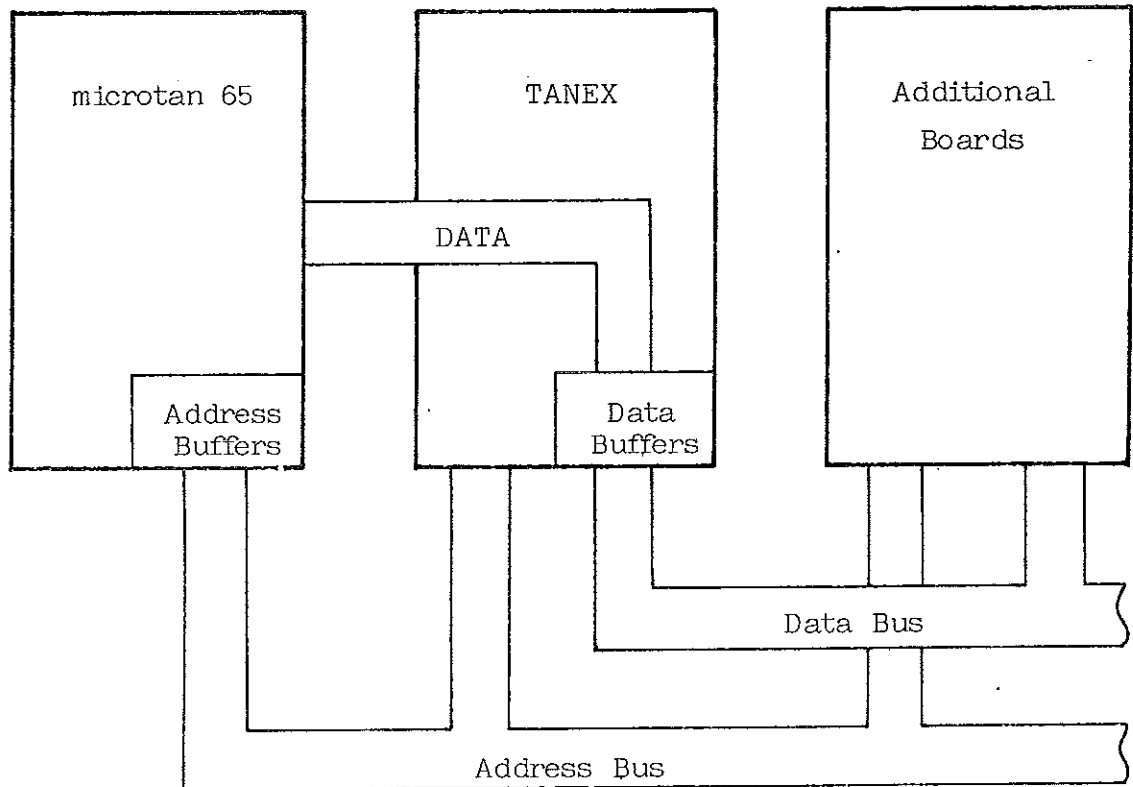 microtan 65
TANEX
Additional
Boards
DATA
Address
Buffers
Data
Buffers
Data Bus
Address Bus